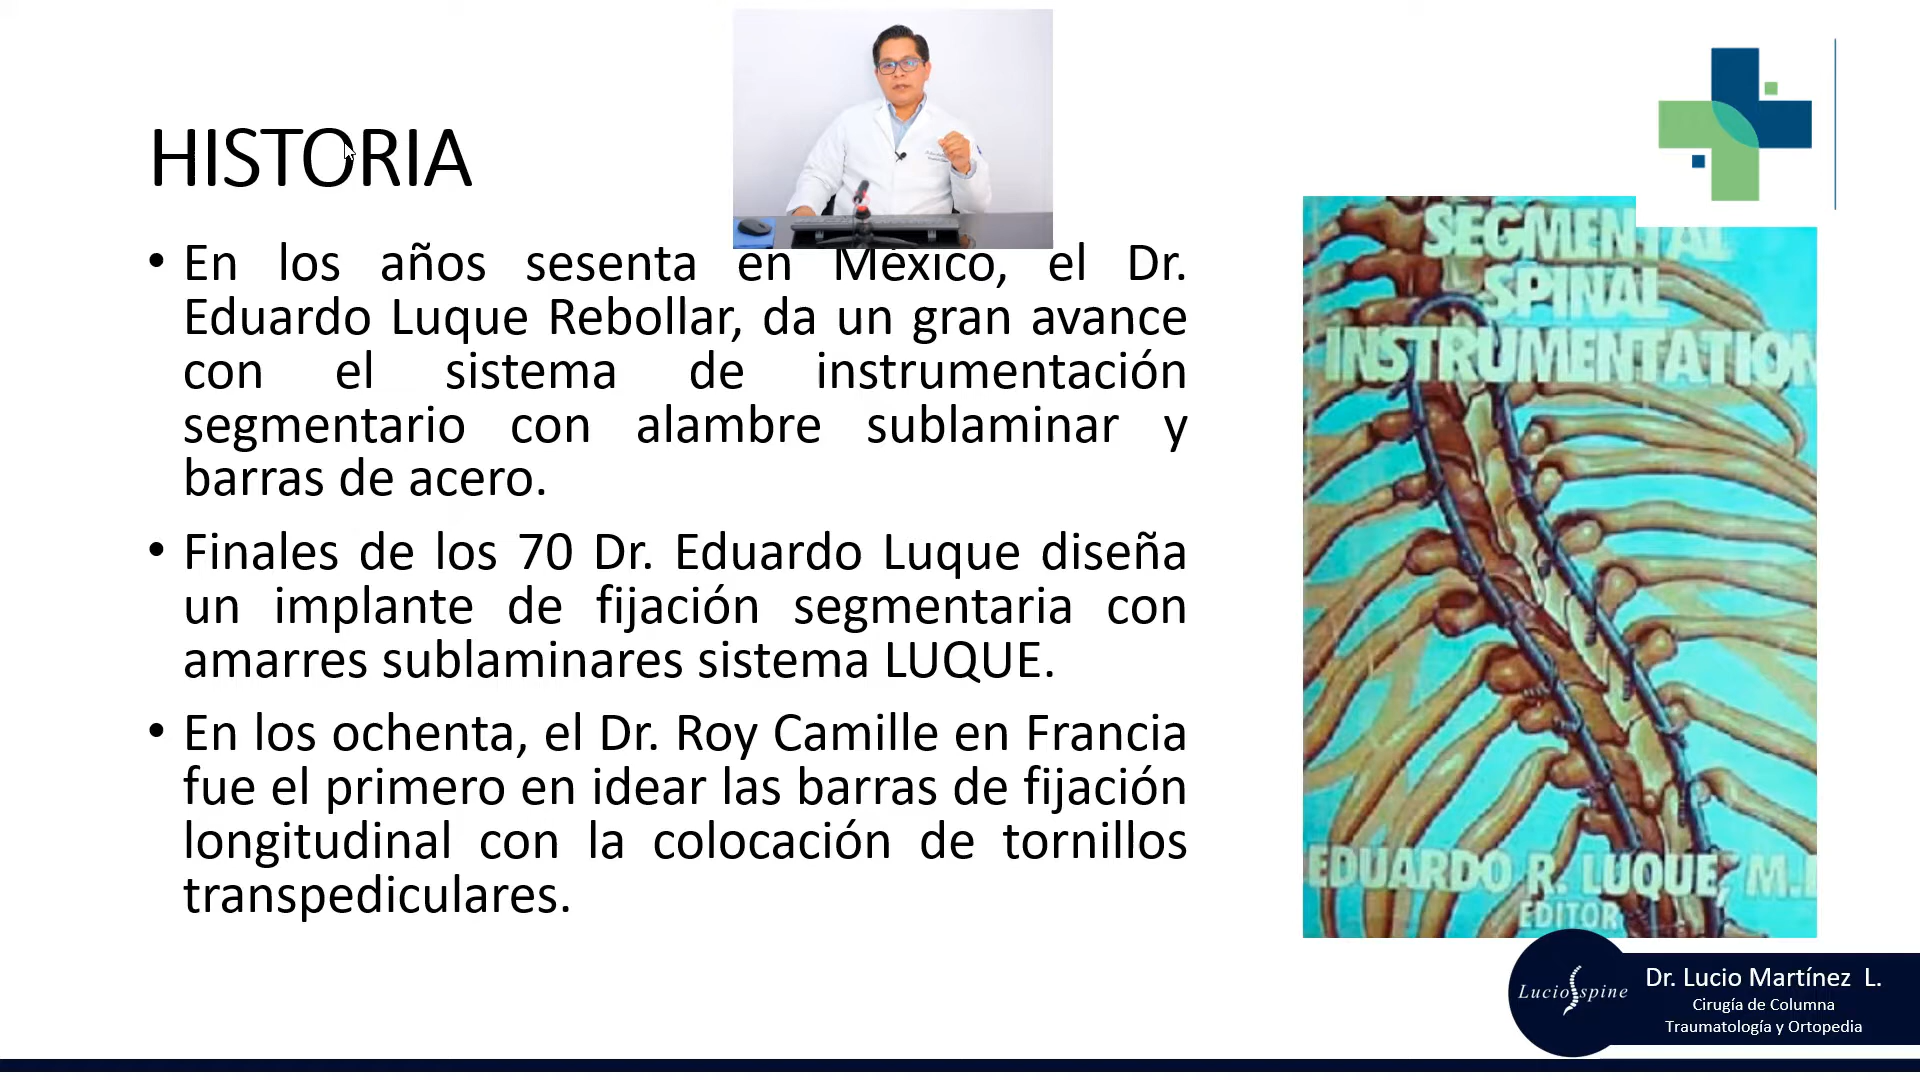 HISTORIA
• En los años sesenta en México, el Dr.
Eduardo Luque Rebollar, da un gran avance
con el sistema de instrumentación
segmentario con alambre sublaminar y
barras de acero.
• Finales de los 70 Dr. Eduardo Luque diseña
un implante de fijación segmentaria con
amarres sublaminares sistema LUQUE.
• En los ochenta, el Dr. Roy Camille en Francia
fue el primero en idear las barras de fijación
longitudinal con la colocación de tornillos
transpediculares.
SEGMENTAL
SPINAL
INSTRUMENTATION
EDUARDO R. LUQUE, M.
EDITOR
Lucio spine
Dr. Lucio Martínez L.
Cirugía de Columna
Traumatología y Ortopedia